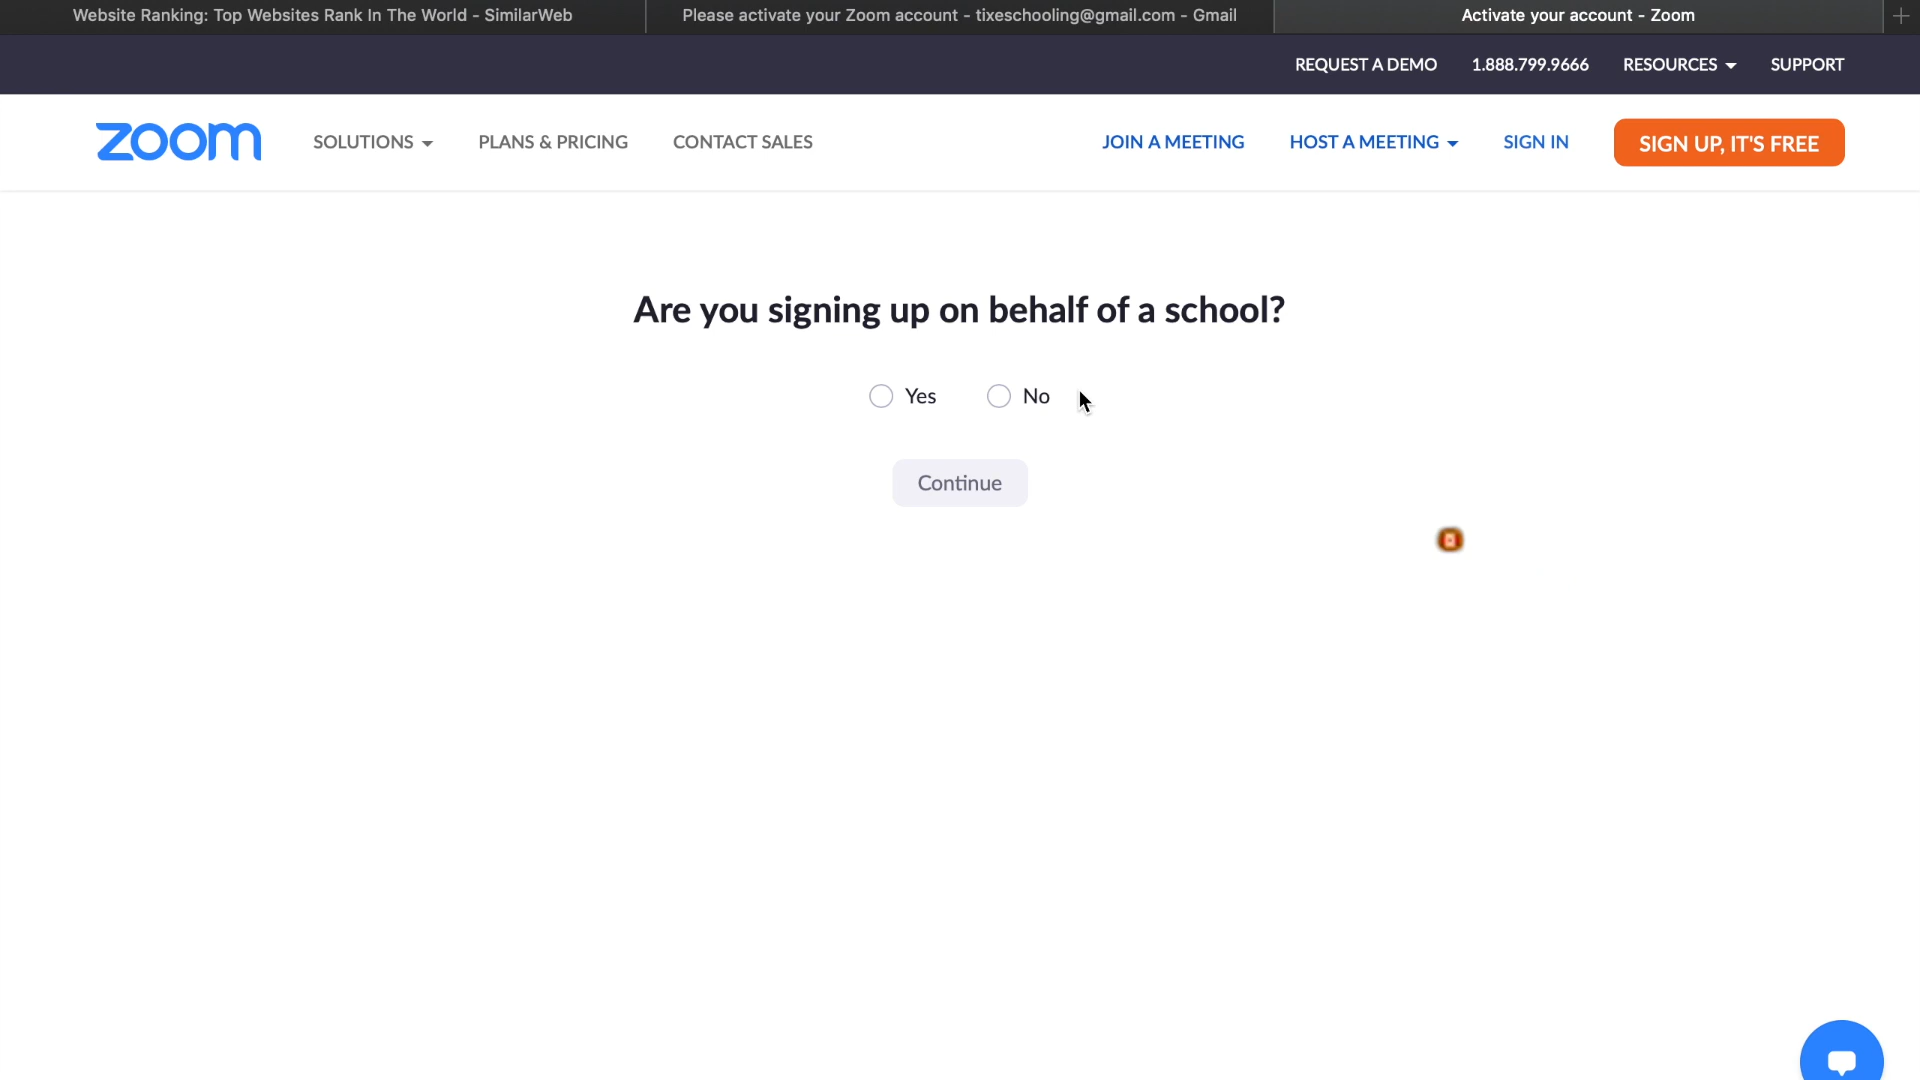 Website Ranking: Top Websites Rank In The World - SimilarWeb
Please activate your Zoom account - tixeschooling@gmail.com - Gmail
Activate your account - Zoom
REQUEST A DEMO
1.888.799.9666
RESOURCES
SUPPORT
zoom
SOLUTIONS
PLANS & PRICING
CONTACT SALES
JOIN A MEETING
HOST A MEETING
SIGN IN
SIGN UP, IT'S FREE
Are you signing up on behalf of a school?
Yes
No
Continue